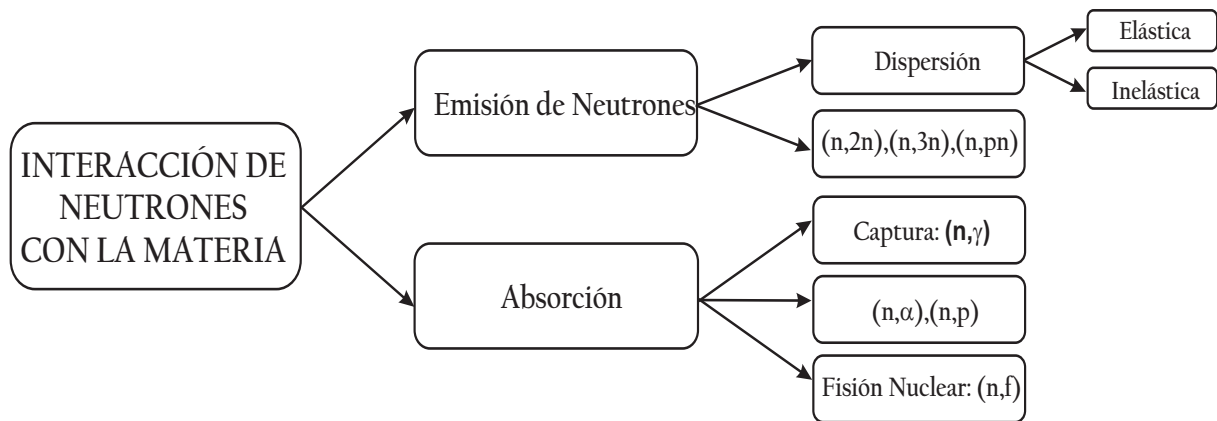 INTERACCIÓN DE
NEUTRONES
CON LA MATERIA
Emisión de Neutrones
Dispersión
Elástica
Inelástica
(n,2n),(n,3n),(n,pn)
Absorción
Captura: (n,γ)
(n,α),(n,p)
Fisión Nuclear: (n,f)